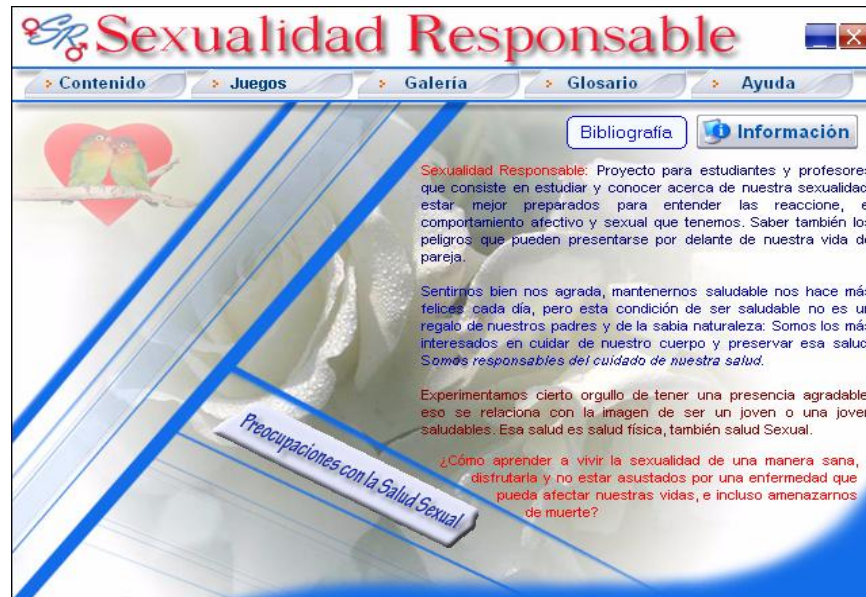 SR Sexualidad Responsable
Contenido Juegos Galería Glosario Ayuda
Bibliografía Información
Sexualidad Responsable: Proyecto para estudiantes y profesores
que consiste en estudiar y conocer acerca de nuestra sexualidad
estar mejor preparados para entender las reaccione, e
comportamiento afectivo y sexual que tenemos. Saber también los
peligros que pueden presentarse por delante de nuestra vida de
pareja.
Sentirnos bien nos agrada, mantenernos saludable nos hace más
felices cada día, pero esta condición de ser saludable no es un
regalo de nuestros padres y de la sabia naturaleza: Somos los más
interesados en cuidar de nuestro cuerpo y preservar esa salud
Somos responsables del cuidado de nuestra salud.
Experimentamos cierto orgullo de tener una presencia agradable
eso se relaciona con la imagen de ser un joven o una joven
saludables. Esa salud es salud física, también salud Sexual.
¿Cómo aprender a vivir la sexualidad de una manera sana,
disfrutarla y no estar asustados por una enfermedad que
pueda afectar nuestras vidas, e incluso amenazarnos
de muerte?
Preocupaciones con la Salud Sexual